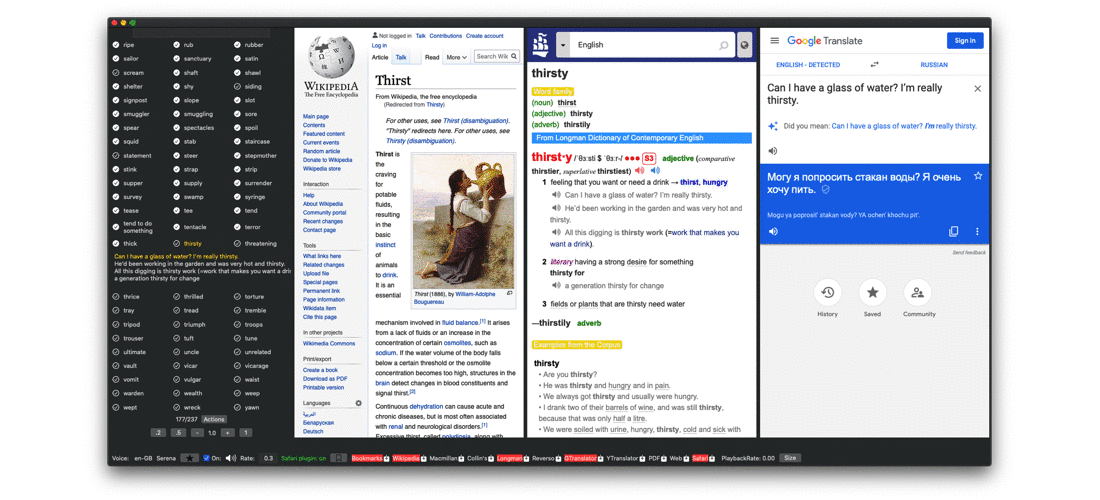 ripe rub rubber
sailor sanctuary satin
scream shaft shawl
shelter shy siding
signpost slope slot
smuggler smuggling sore
spear spectacles spoil
squid stab staircase
statement steer stepmother
stink strap strip
supper supply surrender
survey swamp syringe
tease tee tend
tend to do something tentacle terror
thick thirsty threatening
Can I have a glass of water? I'm really thirsty.
He'd been working in the garden and was very hot and thirsty.
All this digging is thirsty work (=work that makes you want a drin
a generation thirsty for change
thrice thrilled torture
tray tread tremble
tripod triumph troops
trouser tuft tune
ultimate uncle unrelated
vault vicar vicarage
vomit vulgar waist
warden wealth weep
wept wreck yawn
177/237 Actions
.2 .5 - 1.0 + 1
WIKIPEDIA
The Free Encyclopedia
Main page
Contents
Featured content
Current events
Random article
Donate to Wikipedia
Wikipedia store
Interaction
Help
About Wikipedia
Community portal
Recent changes
Contact page
Tools
What links here
Related changes
Upload file
Special pages
Permanent link
Page information
Wikidata item
Cite this page
In other projects
Wikimedia Commons
Print/export
Create a book
Download as PDF
Printable version
Languages
العربية
Беларуская
Deutsch
Not logged in Talk Contributions Create account
Log in
Article Talk Read More Search Wik
Thirst
From Wikipedia, the free encyclopedia
(Redirected from Thirsty)
For other uses, see Thirst (disambiguation).
"Thirsty" redirects here. For other uses, see
Thirsty (disambiguation).
Thirst is
the
craving
for
potable
fluids,
resulting
in the
basic
instinct
of
animals
to drink.
It is an
essential
Thirst (1886), by William-Adolphe
Bouguereau
mechanism involved in fluid balance.[1] It arises
from a lack of fluids or an increase in the
concentration of certain osmolites, such as
sodium. If the water volume of the body falls
below a certain threshold or the osmolite
concentration becomes too high, structures in the
brain detect changes in blood constituents and
signal thirst.[2]
Continuous dehydration can cause acute and
chronic diseases, but is most often associated
with renal and neurological disorders.[1]
Excessive thirst, called polydipsia, along with
English
thirsty
Word family
(noun) thirst
(adjective) thirsty
(adverb) thirstily
From Longman Dictionary of Contemporary English
thirst·y /ˈθɜːsti $ ˈθɜːr-/ ●●● S3 adjective (comparative
thirstier, superlative thirstiest)
1 feeling that you want or need a drink → thirst, hungry
Can I have a glass of water? I'm really thirsty.
He'd been working in the garden and was very hot and
thirsty.
All this digging is thirsty work (=work that makes you
want a drink).
2 literary having a strong desire for something
thirsty for
a generation thirsty for change
3 fields or plants that are thirsty need water
—thirstily adverb
Examples from the Corpus
thirsty
• Are you thirsty?
• He was thirsty and hungry and in pain.
• We always got thirsty and usually were hungry.
• I drank two of their barrels of wine, and was still thirsty,
because that was only half a litre.
• We were soiled with urine, hungry, thirsty, cold and sick with
Google Translate Sign in
ENGLISH - DETECTED RUSSIAN
Can I have a glass of water? I'm really
thirsty.
Did you mean: Can I have a glass of water? I'm really thirsty.
Могу я попросить стакан воды? Я очень
хочу пить.
Mogu ya poprosit' stakan vody? YA ochen' khochu pit'.
Send feedback
History Saved Community
Voice: en-GB Serena On: Rate: 0.3 Safari plugin: on Bookmarks Wikipedia Macmillan Collin's Longman Reverso GTranslator YTranslator PDF Web Safari PlaybackRate: 0.00 Size